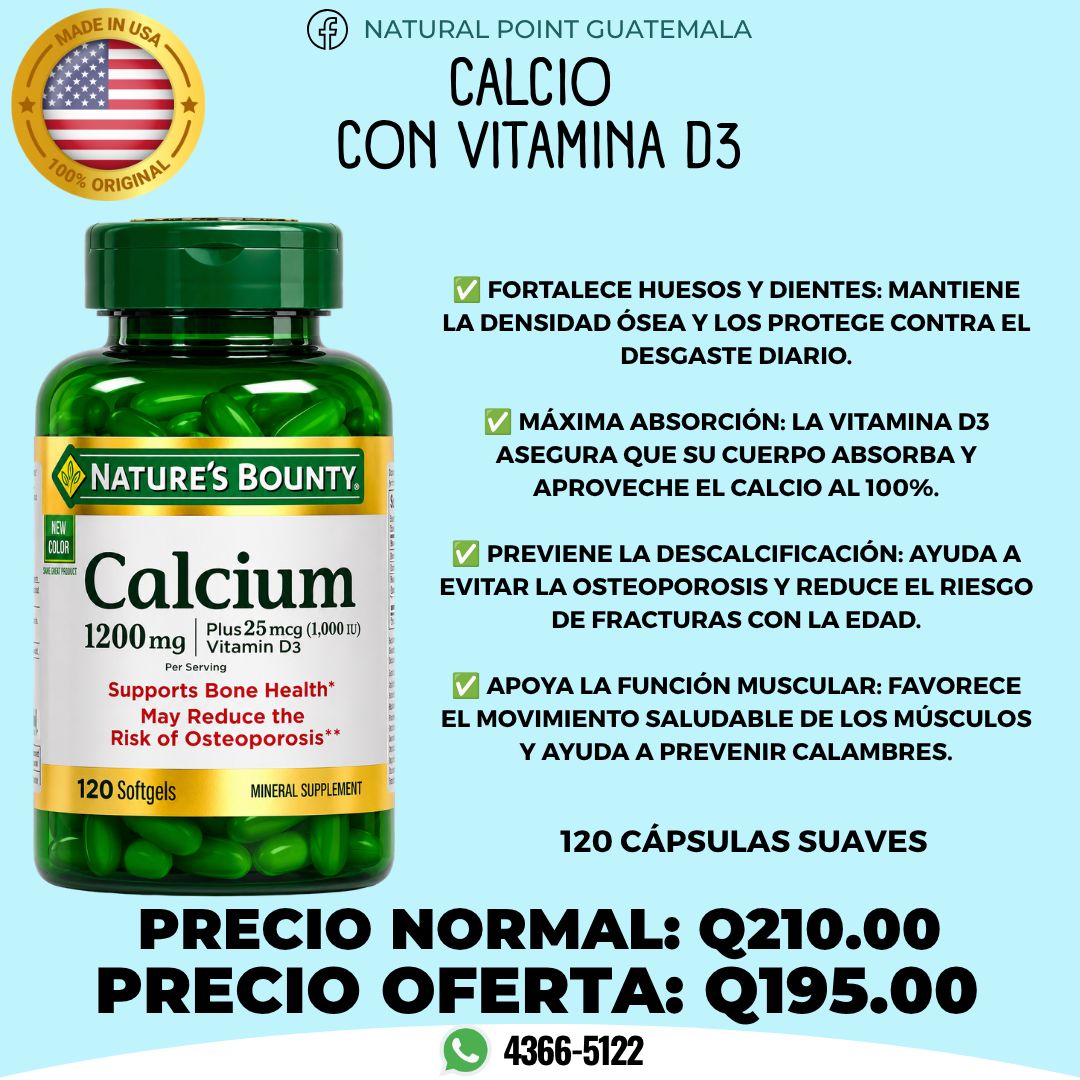 MADE IN USA
100% ORIGINAL
NATURAL POINT GUATEMALA
CALCIO
CON VITAMINA D3
✅ FORTALECE HUESOS Y DIENTES: MANTIENE
LA DENSIDAD ÓSEA Y LOS PROTEGE CONTRA EL
DESGASTE DIARIO.
✅ MÁXIMA ABSORCIÓN: LA VITAMINA D3
ASEGURA QUE SU CUERPO ABSORBA Y
APROVECHE EL CALCIO AL 100%.
✅ PREVIENE LA DESCALCIFICACIÓN: AYUDA A
EVITAR LA OSTEOPOROSIS Y REDUCE EL RIESGO
DE FRACTURAS CON LA EDAD.
✅ APOYA LA FUNCIÓN MUSCULAR: FAVORECE
EL MOVIMIENTO SALUDABLE DE LOS MÚSCULOS
Y AYUDA A PREVENIR CALAMBRES.
120 CÁPSULAS SUAVES
NATURE'S BOUNTY®
NEW
COLOR
SAME GREAT PRODUCT
Calcium
1200 mg
Plus 25 mcg (1,000 IU)
Vitamin D3
Per Serving
Supports Bone Health*
May Reduce the
Risk of Osteoporosis**
120 Softgels
MINERAL SUPPLEMENT
PRECIO NORMAL: Q210.00
PRECIO OFERTA: Q195.00
4366-5122